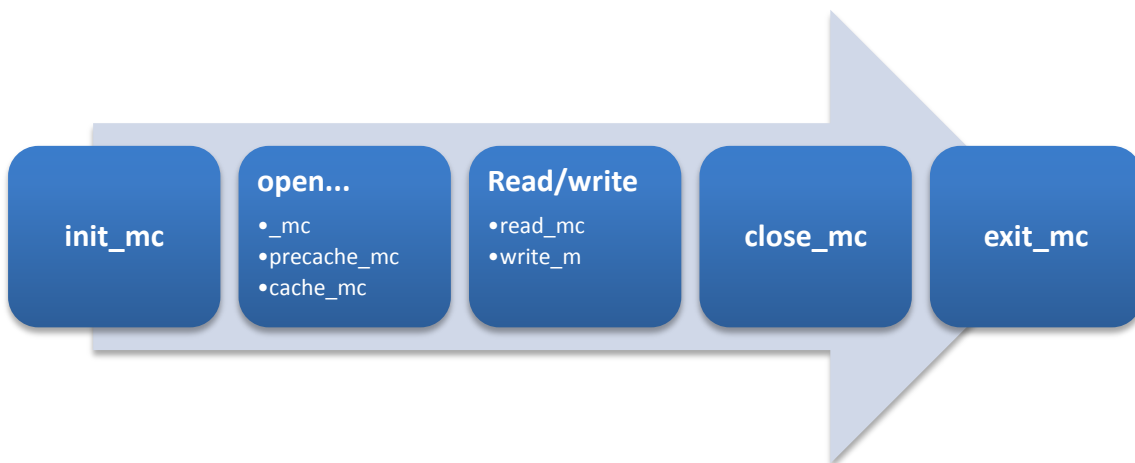 init_mc
open...
•_mc
•precache_mc
•cache_mc
Read/write
•read_mc
•write_m
close_mc
exit_mc